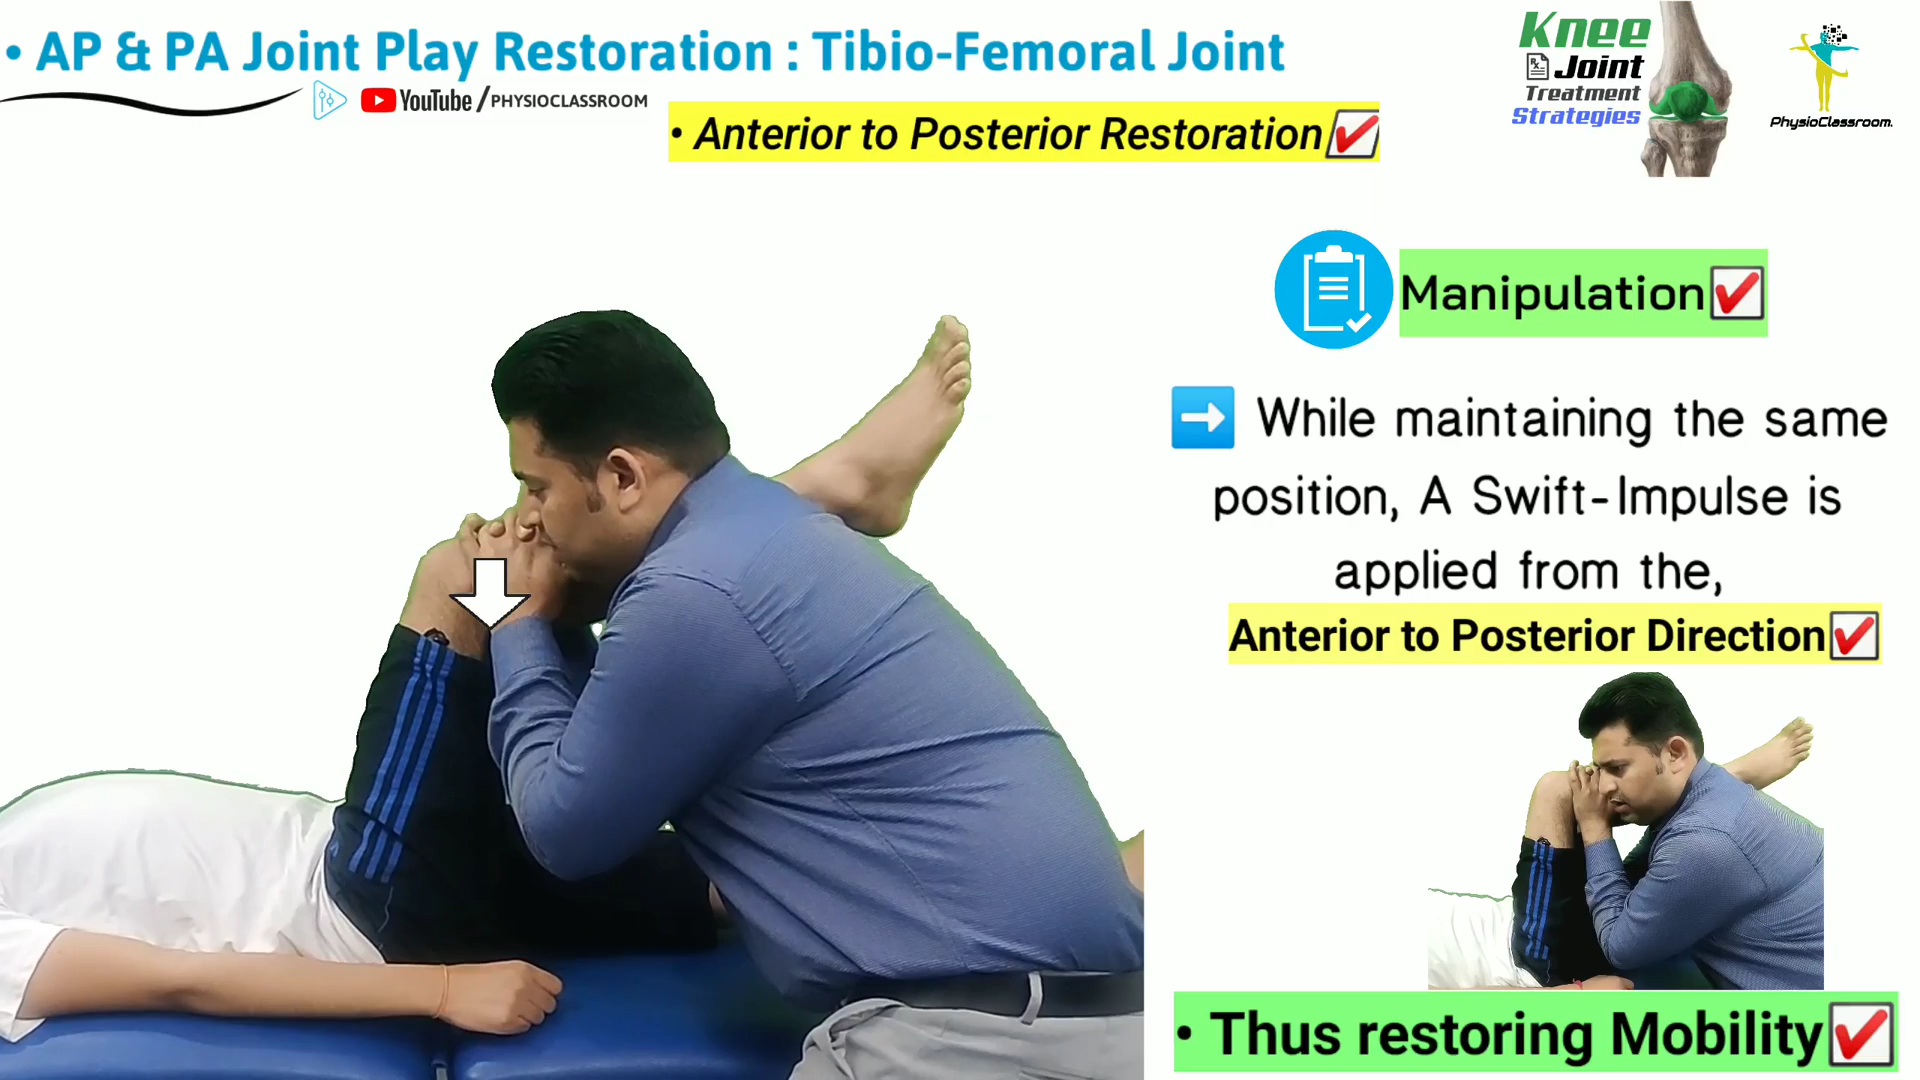 • AP & PA Joint Play Restoration : Tibio-Femoral Joint
YouTube /PHYSIOCLASSROOM
• Anterior to Posterior Restoration
Knee
Rx Joint
Treatment
Strategies
PhysioClassroom.
Manipulation
While maintaining the same
position, A Swift-Impulse is
applied from the,
Anterior to Posterior Direction
• Thus restoring Mobility